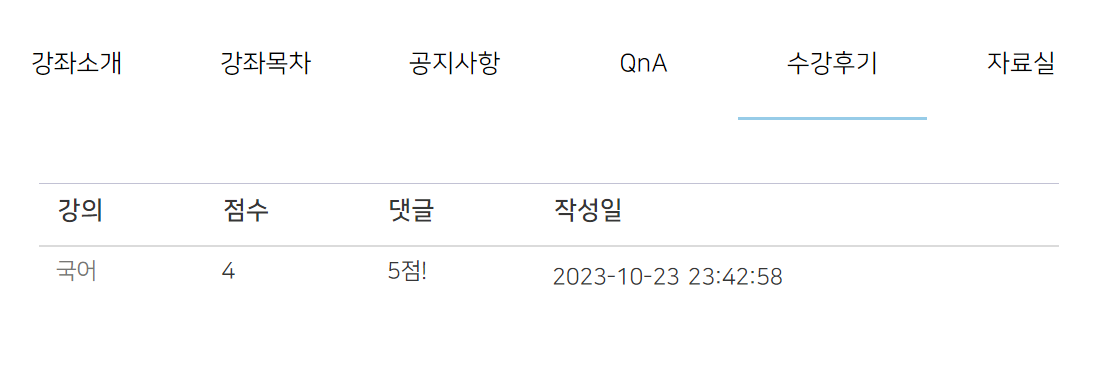 강좌소개 강좌목차 공지사항 QnA 수강후기 자료실
강의 점수 댓글 작성일
국어 4 5점! 2023-10-23 23:42:58